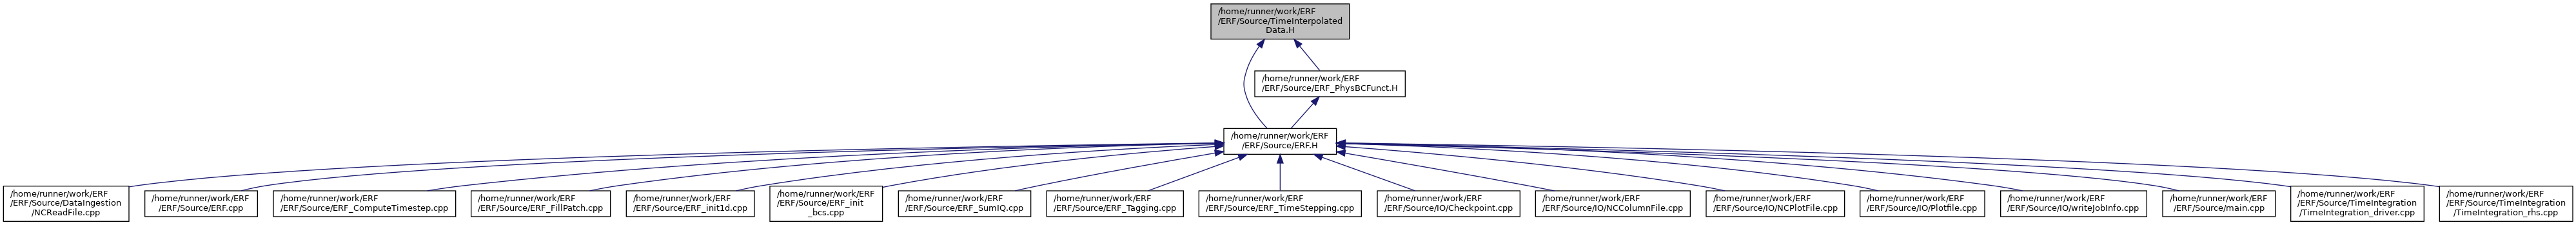 /home/runner/work/ERF
/ERF/Source/TimeInterpolated
Data.H
/home/runner/work/ERF
/ERF/Source/ERF_PhysBCFunct.H
/home/runner/work/ERF
/ERF/Source/ERF.H
/home/runner/work/ERF
/ERF/Source/DataIngestion
/NCReadFile.cpp
/home/runner/work/ERF
/ERF/Source/ERF.cpp
/home/runner/work/ERF
/ERF/Source/ERF_ComputeTimestep.cpp
/home/runner/work/ERF
/ERF/Source/ERF_FillPatch.cpp
/home/runner/work/ERF
/ERF/Source/ERF_init1d.cpp
/home/runner/work/ERF
/ERF/Source/ERF_init
_bcs.cpp
/home/runner/work/ERF
/ERF/Source/ERF_SumIQ.cpp
/home/runner/work/ERF
/ERF/Source/ERF_Tagging.cpp
/home/runner/work/ERF
/ERF/Source/ERF_TimeStepping.cpp
/home/runner/work/ERF
/ERF/Source/IO/Checkpoint.cpp
/home/runner/work/ERF
/ERF/Source/IO/NCColumnFile.cpp
/home/runner/work/ERF
/ERF/Source/IO/NCPlotFile.cpp
/home/runner/work/ERF
/ERF/Source/IO/Plotfile.cpp
/home/runner/work/ERF
/ERF/Source/IO/writeJobInfo.cpp
/home/runner/work/ERF
/ERF/Source/main.cpp
/home/runner/work/ERF
/ERF/Source/TimeIntegration
/TimeIntegration_driver.cpp
/home/runner/work/ERF
/ERF/Source/TimeIntegration
/TimeIntegration_rhs.cpp